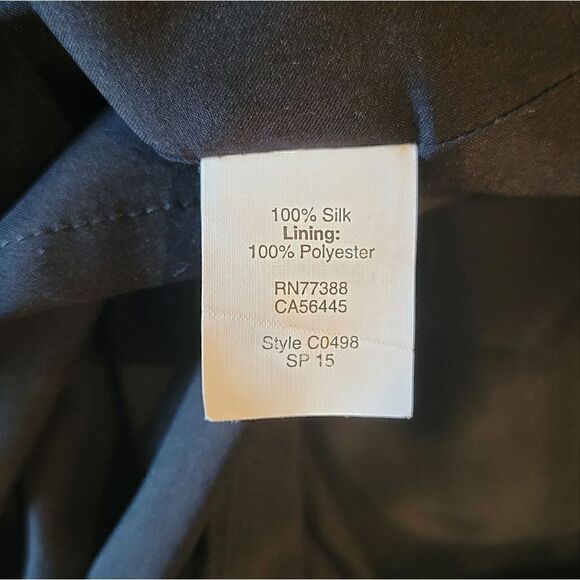 100% Silk
Lining:
100% Polyester
RN77388
CA56445
Style C0498
SP 15